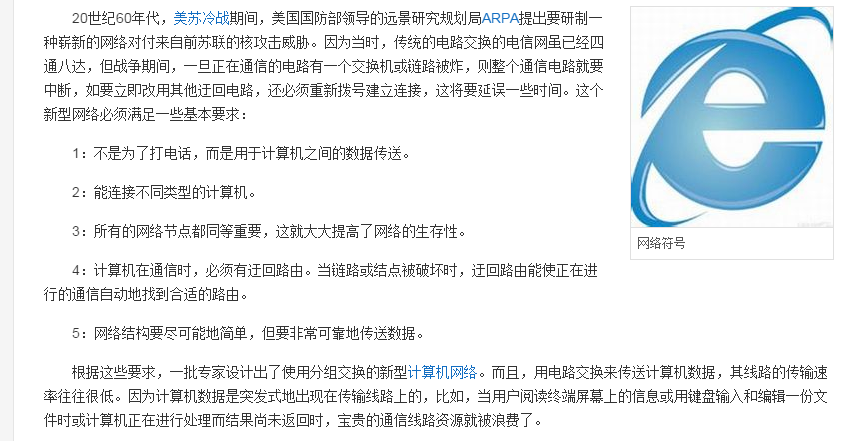 20世纪60年代，美苏冷战期间，美国国防部领导的远景研究规划局ARPA提出要研制一
种崭新的网络对付来自前苏联的核攻击威胁。因为当时，传统的电路交换的电信网虽已经四
通八达，但战争期间，一旦正在通信的电路有一个交换机或链路被炸，则整个通信电路就要
中断，如要立即改用其他迂回电路，还必须重新拨号建立连接，这将要延误一些时间。这个
新型网络必须满足一些基本要求：
1：不是为了打电话，而是用于计算机之间的数据传送。
2：能连接不同类型的计算机。
3：所有的网络节点都同等重要，这就大大提高了网络的生存性。
4：计算机在通信时，必须有迂回路由。当链路或结点被破坏时，迂回路由能使正在进
行的通信自动地找到合适的路由。
5：网络结构要尽可能地简单，但要非常可靠地传送数据。
根据这些要求，一批专家设计出了使用分组交换的新型计算机网络。而且，用电路交换来传送计算机数据，其线路的传输速
率往往很低。因为计算机数据是突发式地出现在传输线路上的，比如，当用户阅读终端屏幕上的信息或用键盘输入和编辑一份文
件时或计算机正在进行处理而结果尚未返回时，宝贵的通信线路资源就被浪费了。
网络符号